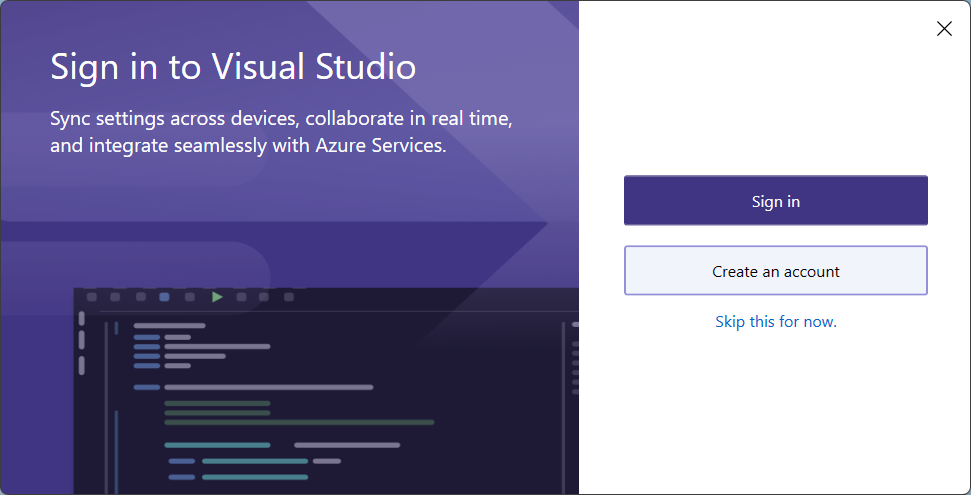 Sign in to Visual Studio
Sync settings across devices, collaborate in real time,
and integrate seamlessly with Azure Services.
Sign in
Create an account
Skip this for now.